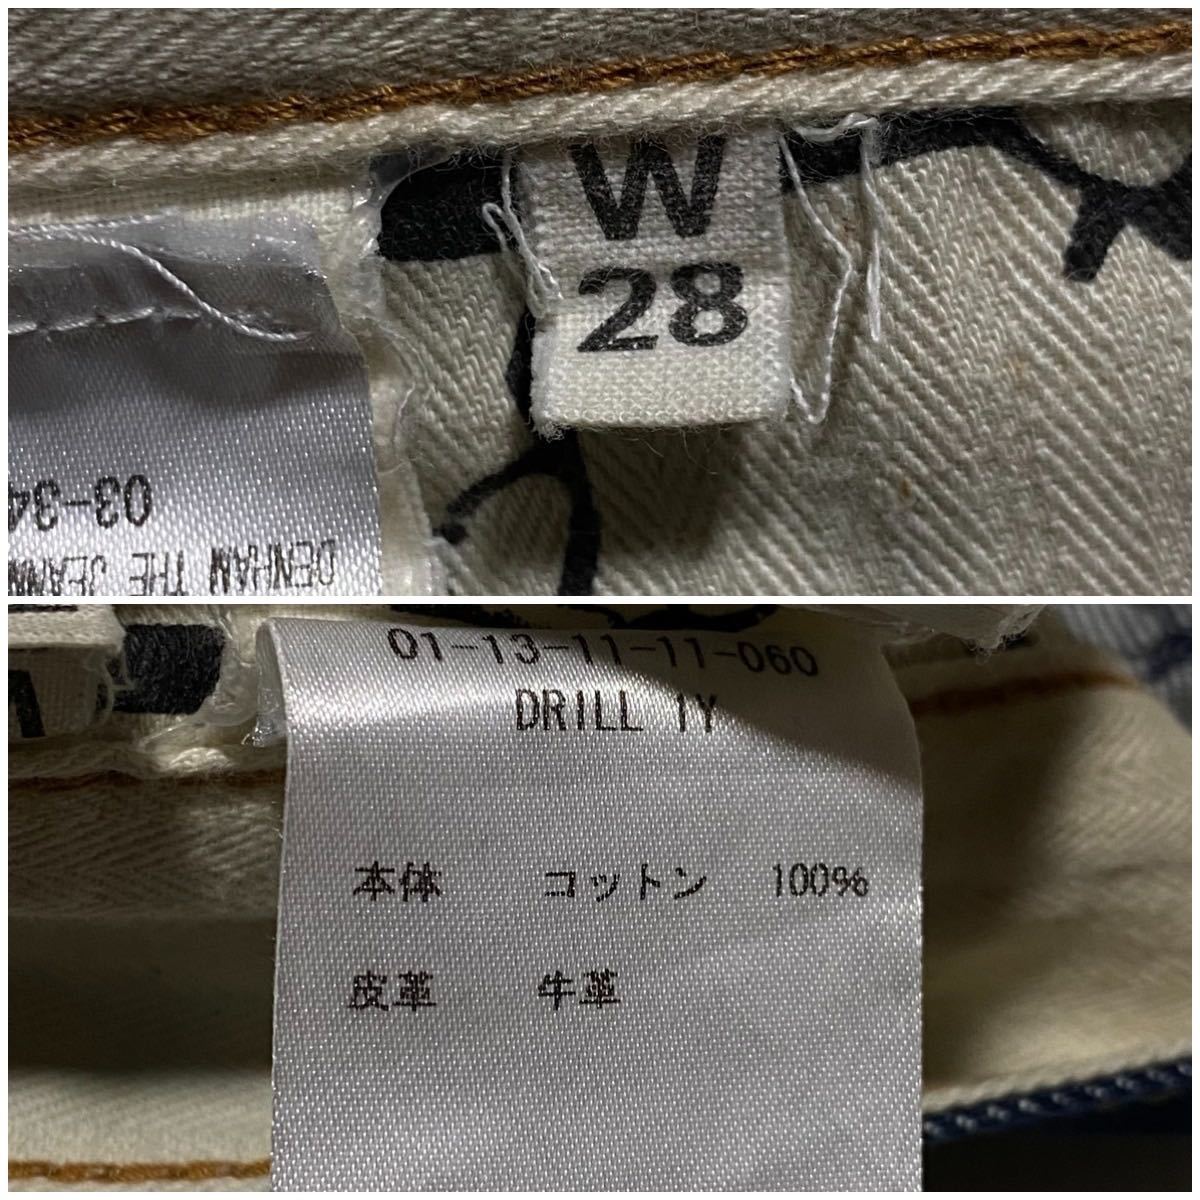 W
28
03-34
DENHAM THE JEANM
01-13-11-11-060
DRILL 1Y
本体 コットン 100%
皮革 牛革